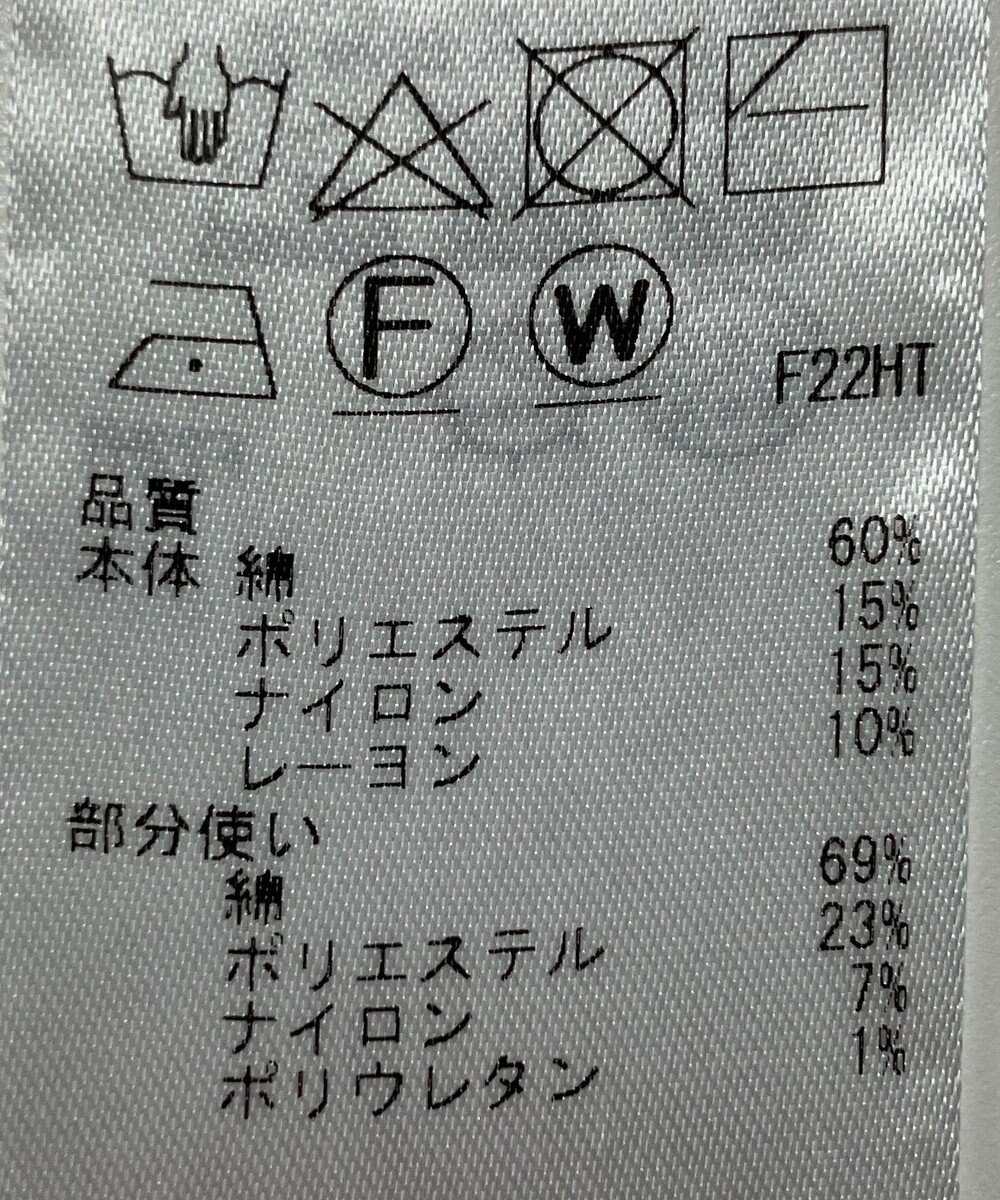 F W F22HT
品質
本体 綿 60%
ポリエステル 15%
ナイロン 15%
レーヨン 10%
部分使い
綿 69%
ポリエステル 23%
ナイロン 7%
ポリウレタン 1%